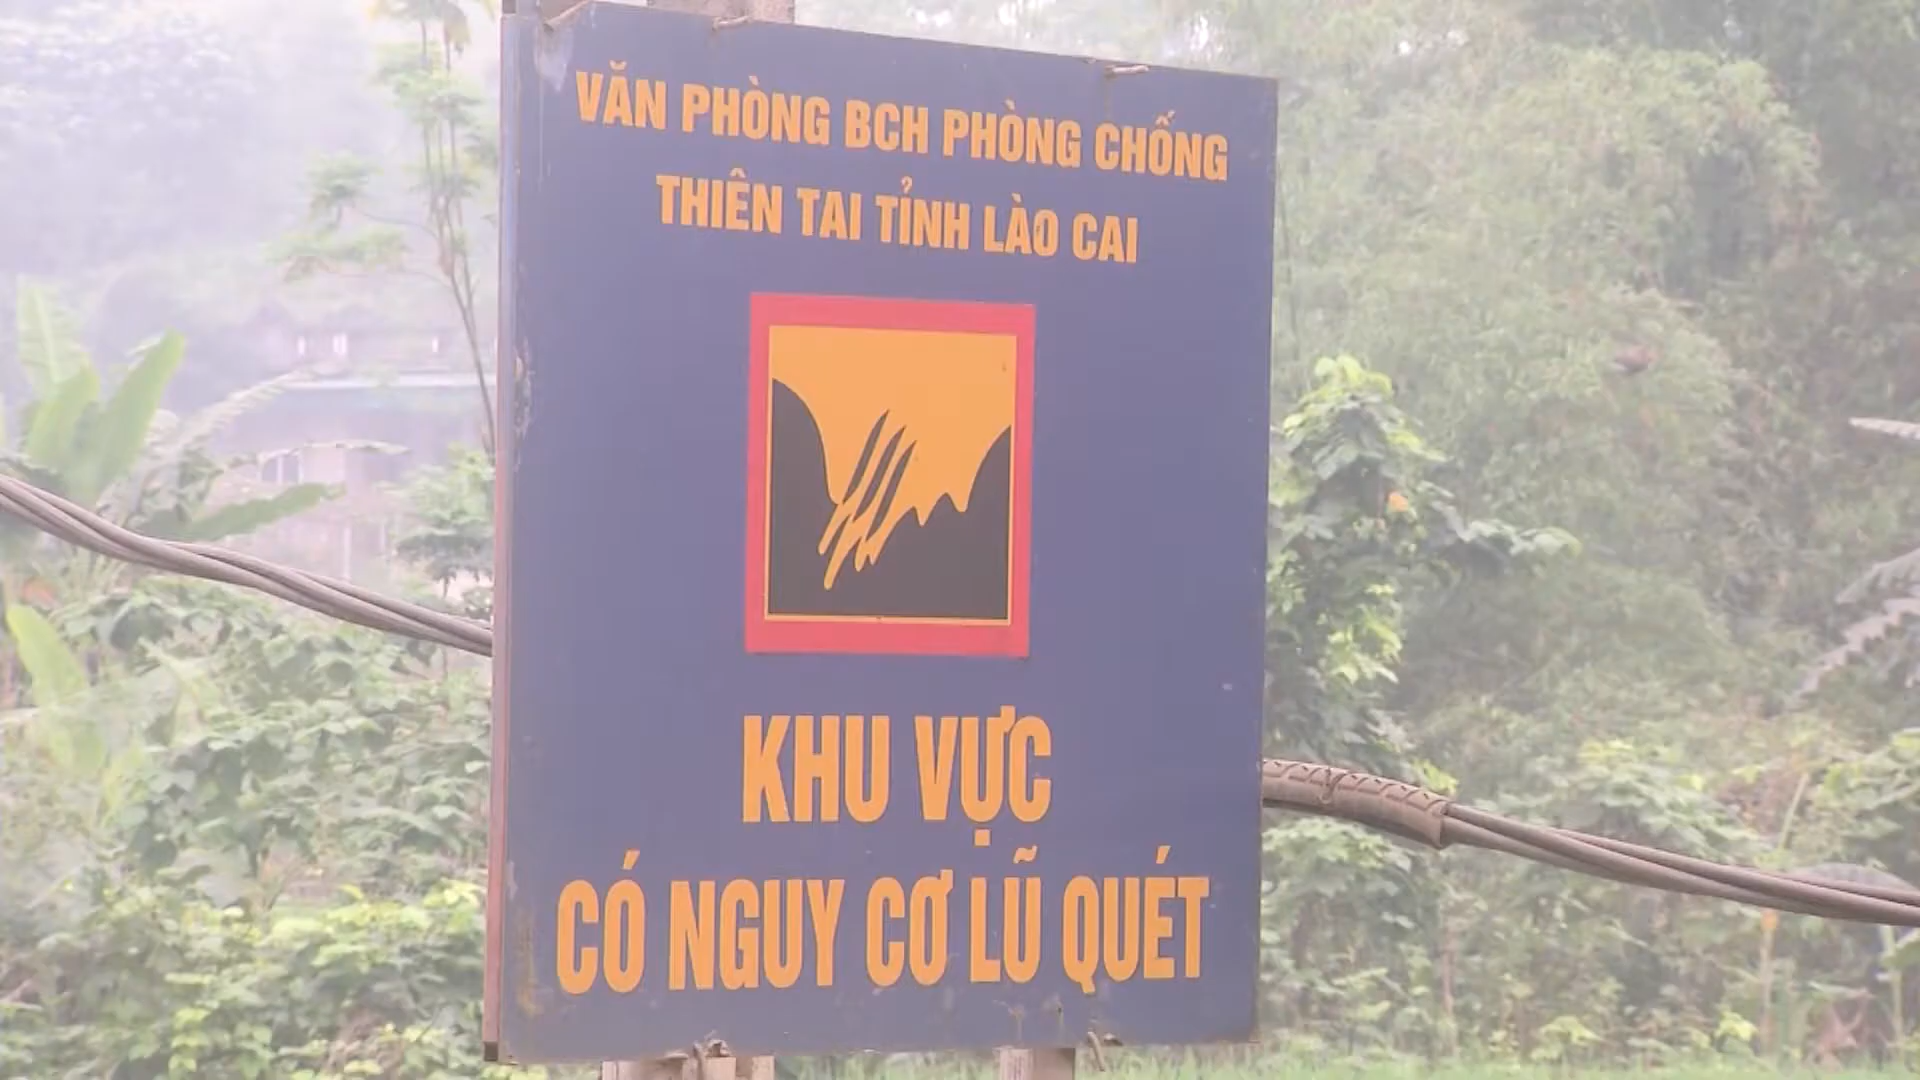 VĂN PHÒNG BCH PHÒNG CHỐNG
THIÊN TAI TỈNH LÀO CAI
KHU VỰC
CÓ NGUY CƠ LŨ QUÉT